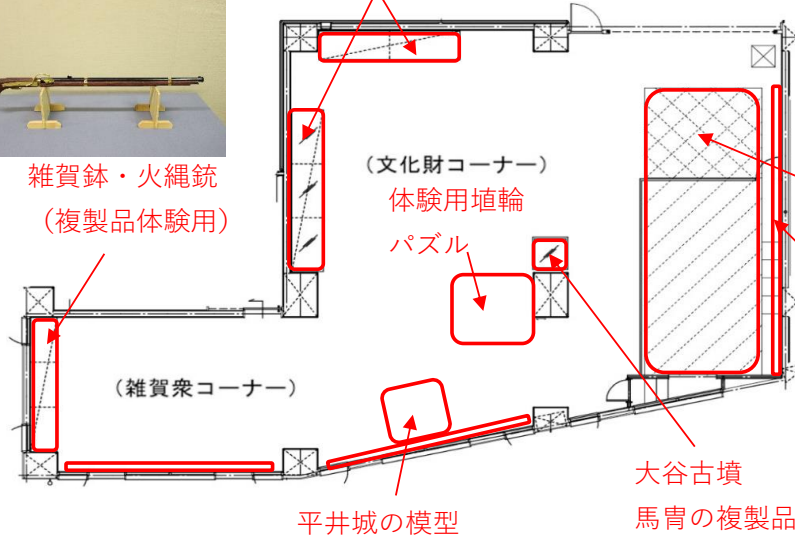 雑賀鉢・火縄銃
（複製品体験用）
（文化財コーナー）
体験用埴輪
パズル
（雑賀衆コーナー）
平井城の模型
大谷古墳
馬冑の複製品